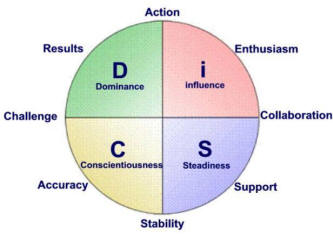 Action
Results
Enthusiasm
D
Dominance
i
influence
Challenge
Collaboration
C
Conscientiousness
S
Steadiness
Accuracy
Support
Stability